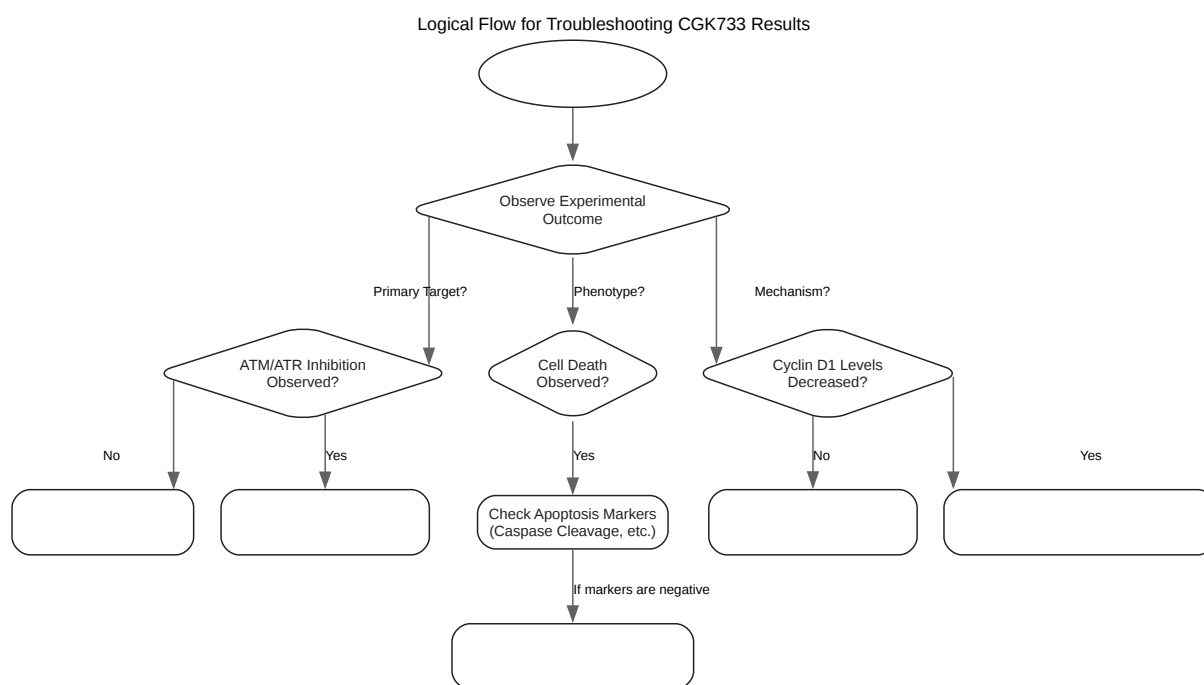 Logical Flow for Troubleshooting CGK733 Results
Observe Experimental
Outcome
Primary Target?
Phenotype?
Mechanism?
ATM/ATR Inhibition
Observed?
Cell Death
Observed?
Cyclin D1 Levels
Decreased?
No
Yes
Yes
No
Yes
Check Apoptosis Markers
(Caspase Cleavage, etc.)
If markers are negative